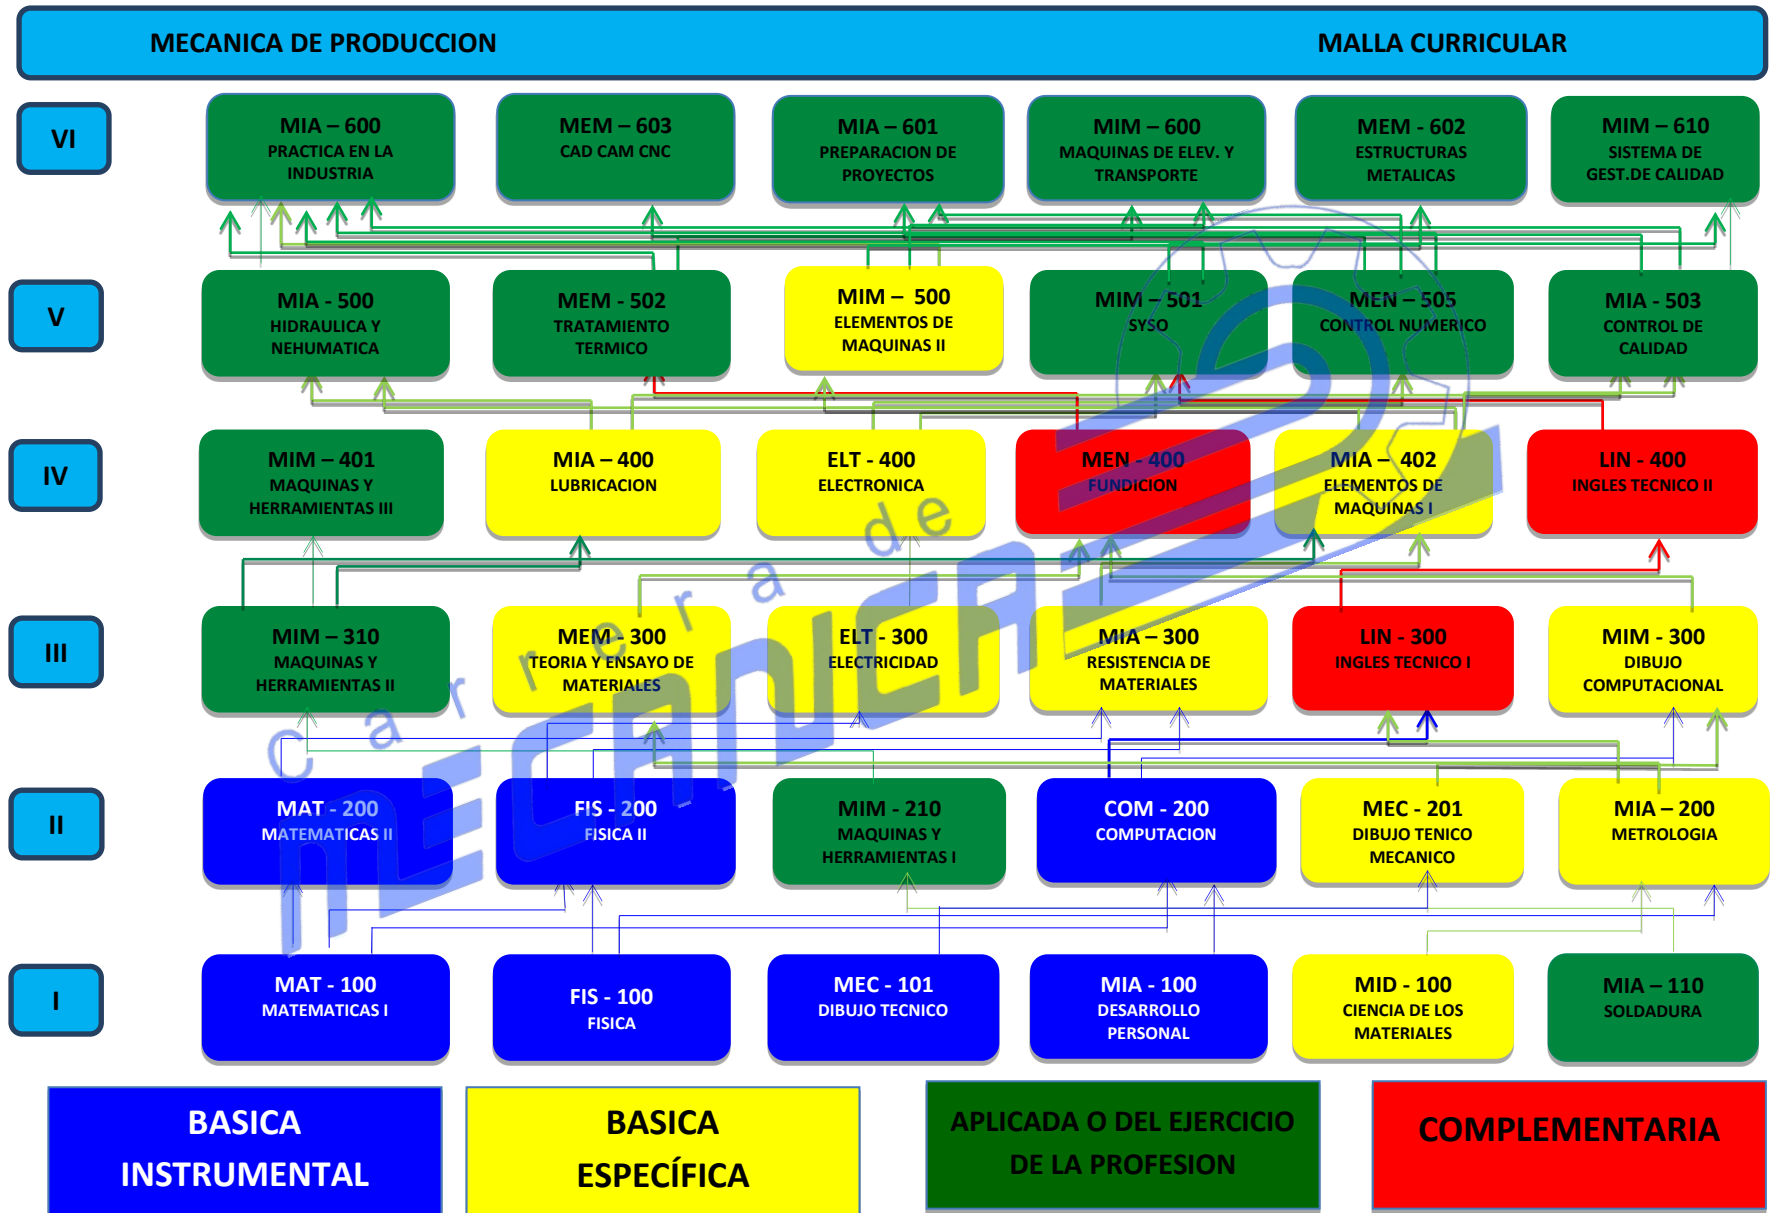 MECANICA DE PRODUCCION
MALLA CURRICULAR
VI
MIA – 600
PRACTICA EN LA
INDUSTRIA
MEM – 603
CAD CAM CNC
MIA – 601
PREPARACION DE
PROYECTOS
MIM – 600
MAQUINAS DE ELEV. Y
TRANSPORTE
MEM - 602
ESTRUCTURAS
METALICAS
MIM – 610
SISTEMA DE
GEST.DE CALIDAD
V
MIA - 500
HIDRAULICA Y
NEHUMATICA
MEM - 502
TRATAMIENTO
TERMICO
MIM – 500
ELEMENTOS DE
MAQUINAS II
MIM – 501
SYSO
MEN – 505
CONTROL NUMERICO
MIA - 503
CONTROL DE
CALIDAD
IV
MIM – 401
MAQUINAS Y
HERRAMIENTAS III
MIA – 400
LUBRICACION
ELT - 400
ELECTRONICA
MEN - 400
FUNDICION
MIA – 402
ELEMENTOS DE
MAQUINAS I
LIN - 400
INGLES TECNICO II
III
MIM – 310
MAQUINAS Y
HERRAMIENTAS II
MEM - 300
TEORIA Y ENSAYO DE
MATERIALES
ELT - 300
ELECTRICIDAD
MIA – 300
RESISTENCIA DE
MATERIALES
LIN - 300
INGLES TECNICO I
MIM - 300
DIBUJO
COMPUTACIONAL
II
MAT - 200
MATEMATICAS II
FIS - 200
FISICA II
MIM - 210
MAQUINAS Y
HERRAMIENTAS I
COM - 200
COMPUTACION
MEC - 201
DIBUJO TENICO
MECANICO
MIA – 200
METROLOGIA
I
MAT - 100
MATEMATICAS I
FIS - 100
FISICA
MEC - 101
DIBUJO TECNICO
MIA - 100
DESARROLLO
PERSONAL
MID - 100
CIENCIA DE LOS
MATERIALES
MIA – 110
SOLDADURA
carrera de
MECANICA
BASICA
INSTRUMENTAL
BASICA
ESPECÍFICA
APLICADA O DEL EJERCICIO
DE LA PROFESION
COMPLEMENTARIA